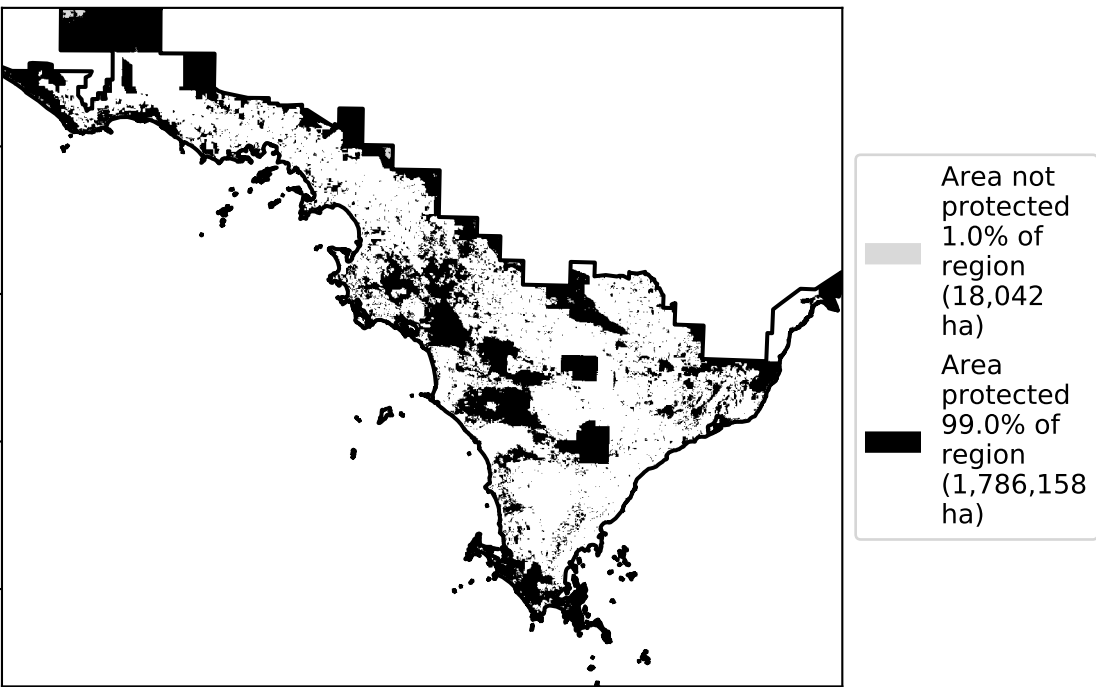 Area not
protected
1.0% of
region
(18,042
ha)
Area
protected
99.0% of
region
(1,786,158
ha)